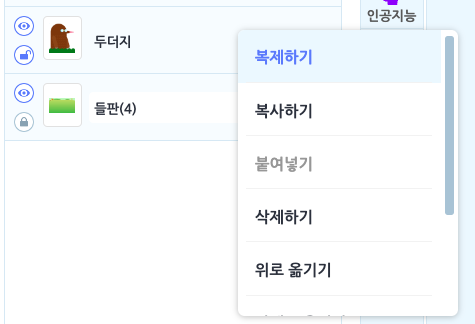 인공지능
두더지
들판(4)
복제하기
복사하기
붙여넣기
삭제하기
위로 옮기기